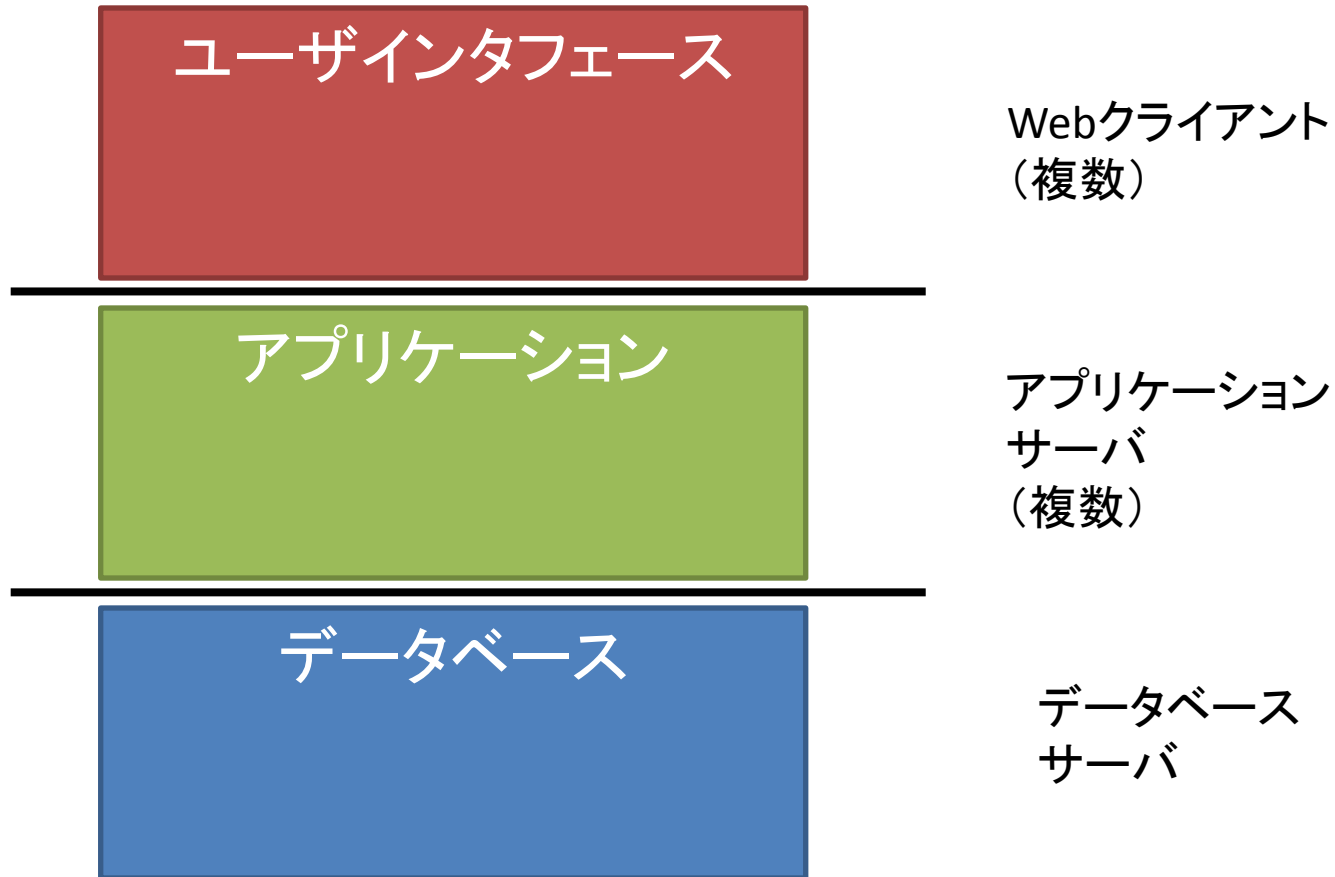 ユーザインタフェース
Webクライアント
（複数）
アプリケーション
アプリケーション
サーバ
（複数）
データベース
データベース
サーバ